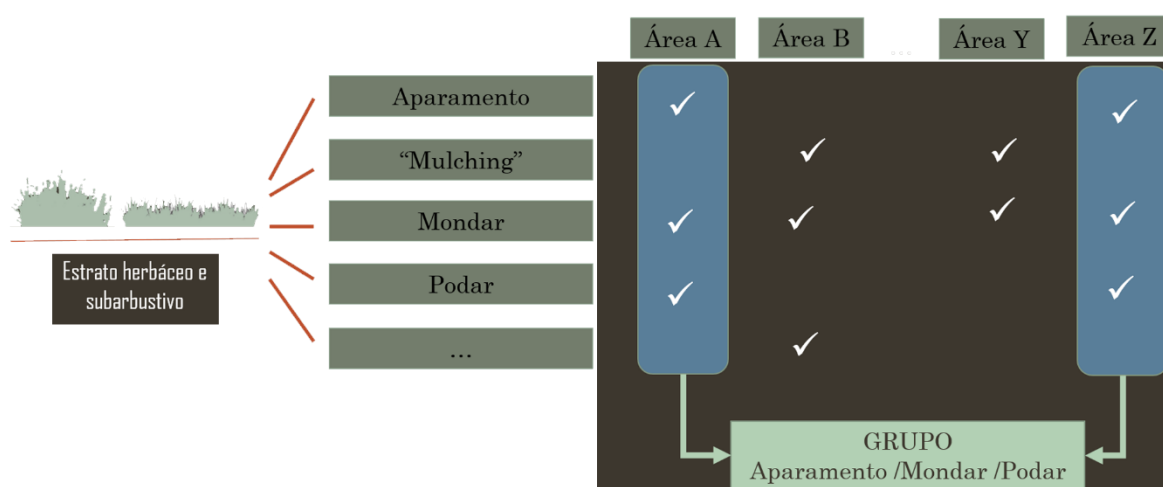 Área A
Área B
...
Área Y
Área Z
Aparamento
“Mulching”
Mondar
Podar
...
Estrato herbáceo e
subarbustivo
GRUPO
Aparamento /Mondar /Podar